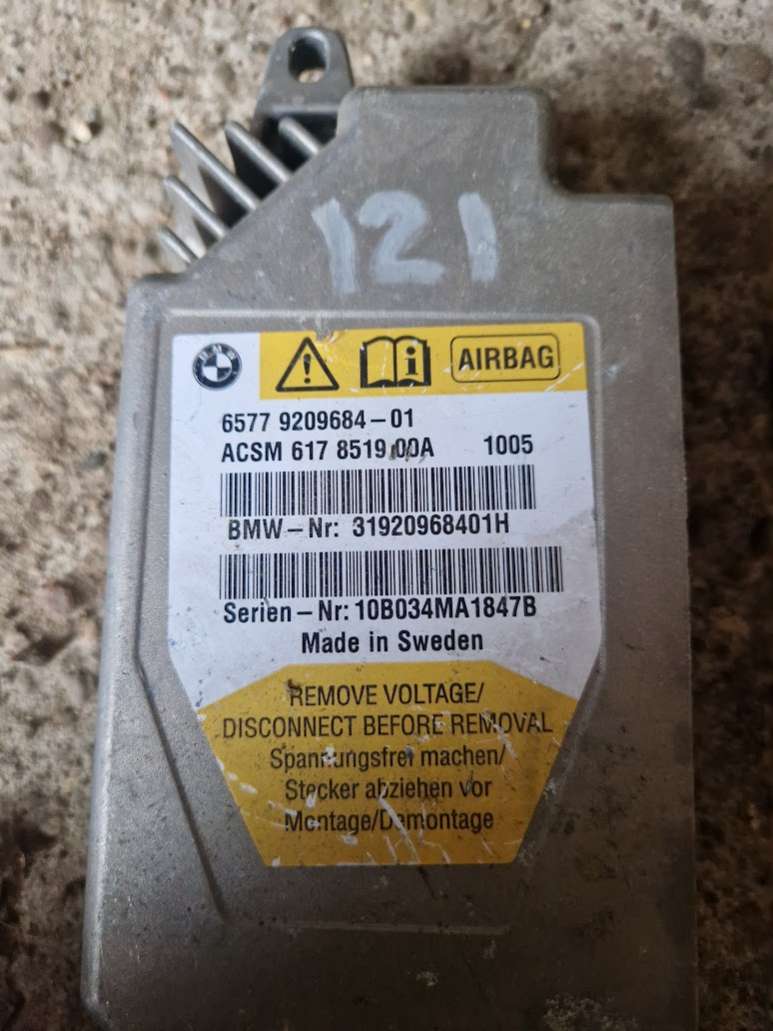 121
BMW
AIRBAG
6577 9209684-01
ACSM 617 8519 00A 1005
BMW-Nr: 31920968401H
Serien-Nr: 10B034MA1847B
Made in Sweden
REMOVE VOLTAGE/
DISCONNECT BEFORE REMOVAL
Spannungsfrei machen/
Stecker abziehen vor
Montage/Demontage